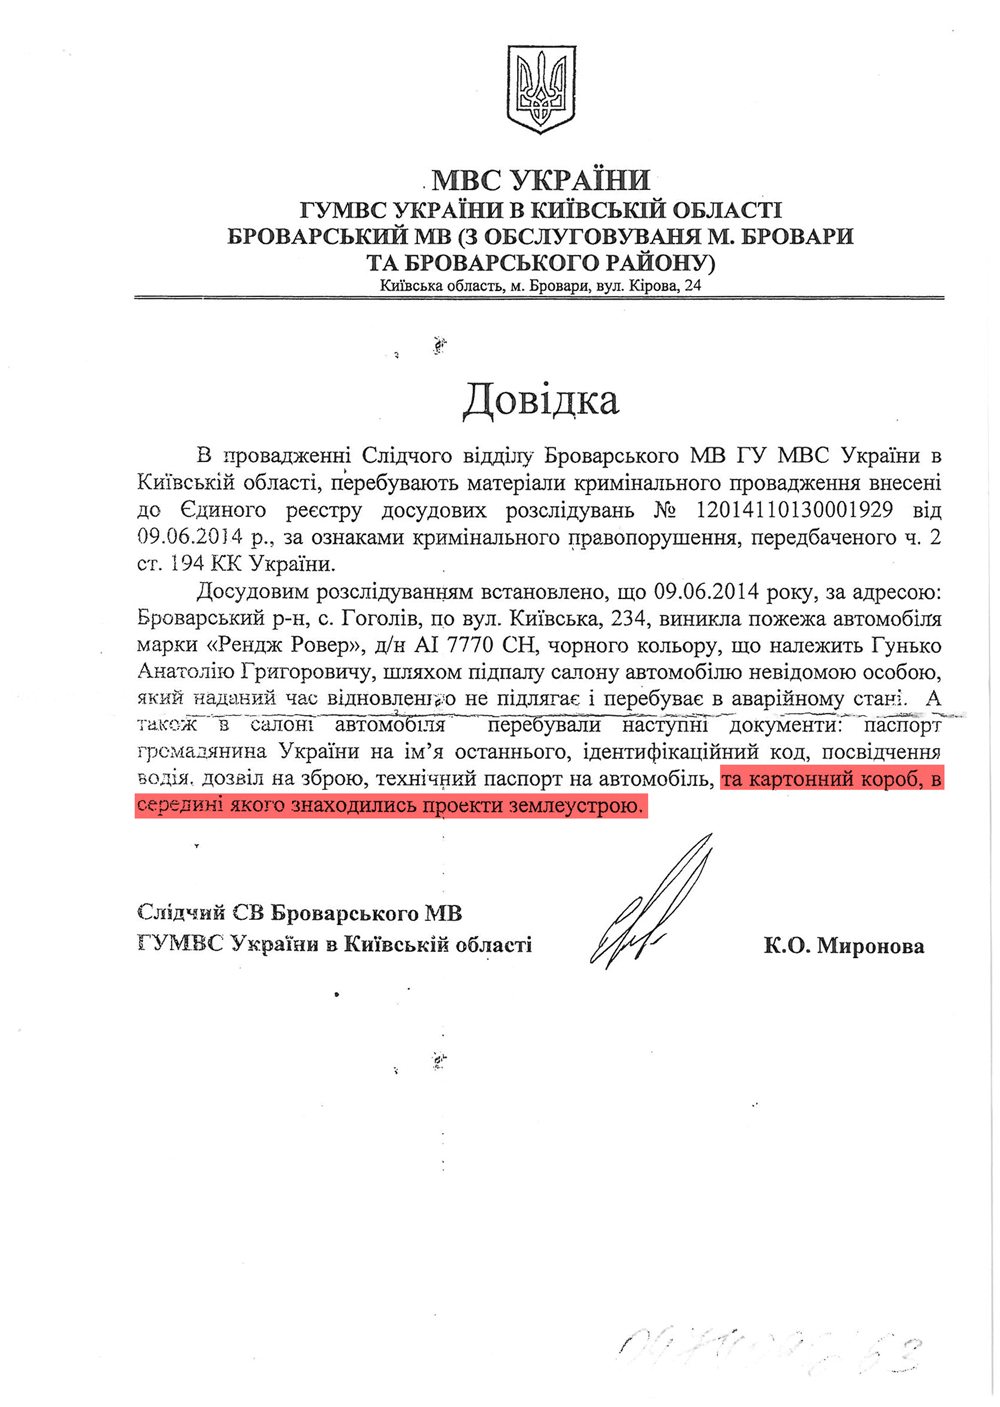 МВС УКРАЇНИ
ГУМВС УКРАЇНИ В КИЇВСЬКІЙ ОБЛАСТІ
БРОВАРСЬКИЙ МВ (З ОБСЛУГОВУВАНЯ М. БРОВАРИ
ТА БРОВАРСЬКОГО РАЙОНУ)
Київська область, м. Бровари, вул. Кірова, 24
Довідка
В провадженні Слідчого відділу Броварського МВ ГУ МВС України в
Київській області, перебувають матеріали кримінального провадження внесені
до Єдиного реєстру досудових розслідувань № 12014110130001929 від
09.06.2014 р., за ознаками кримінального правопорушення, передбаченого ч. 2
ст. 194 КК України.
Досудовим розслідуванням встановлено, що 09.06.2014 року, за адресою:
Броварський р-н, с. Гоголів, по вул. Київська, 234, виникла пожежа автомобіля
марки «Рендж Ровер», д/н АІ 7770 СН, чорного кольору, що належить Гунько
Анатолію Григоровичу, шляхом підпалу салону автомобілю невідомою особою,
який наданий час відновленню не підлягає і перебуває в аварійному стані. А
також в салоні автомобіля перебували наступні документи: паспорт
громадянина України на ім’я останнього, ідентифікаційний код, посвідчення
водія, дозвіл на зброю, технічний паспорт на автомобіль, та картонний короб, в
середині якого знаходились проекти землеустрою.
Слідчий СВ Броварського МВ
ГУМВС України в Київській області К.О. Миронова